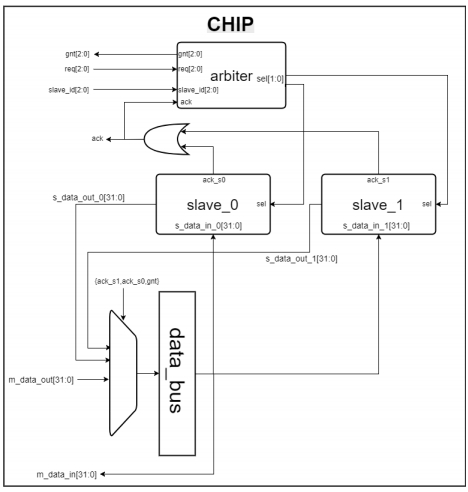 CHIP
gnt[2:0]
gnt[2:0]
req[2:0]
req[2:0]
arbiter
sel[1:0]
slave_id[2:0]
slave_id[2:0]
ack
ack
ack_s0
ack_s1
s_data_out_0[31:0]
slave_0
sel
slave_1
sel
s_data_in_0[31:0]
s_data_in_1[31:0]
s_data_out_1[31:0]
{ack_s1,ack_s0,gnt}
data_bus
m_data_out[31:0]
m_data_in[31:0]